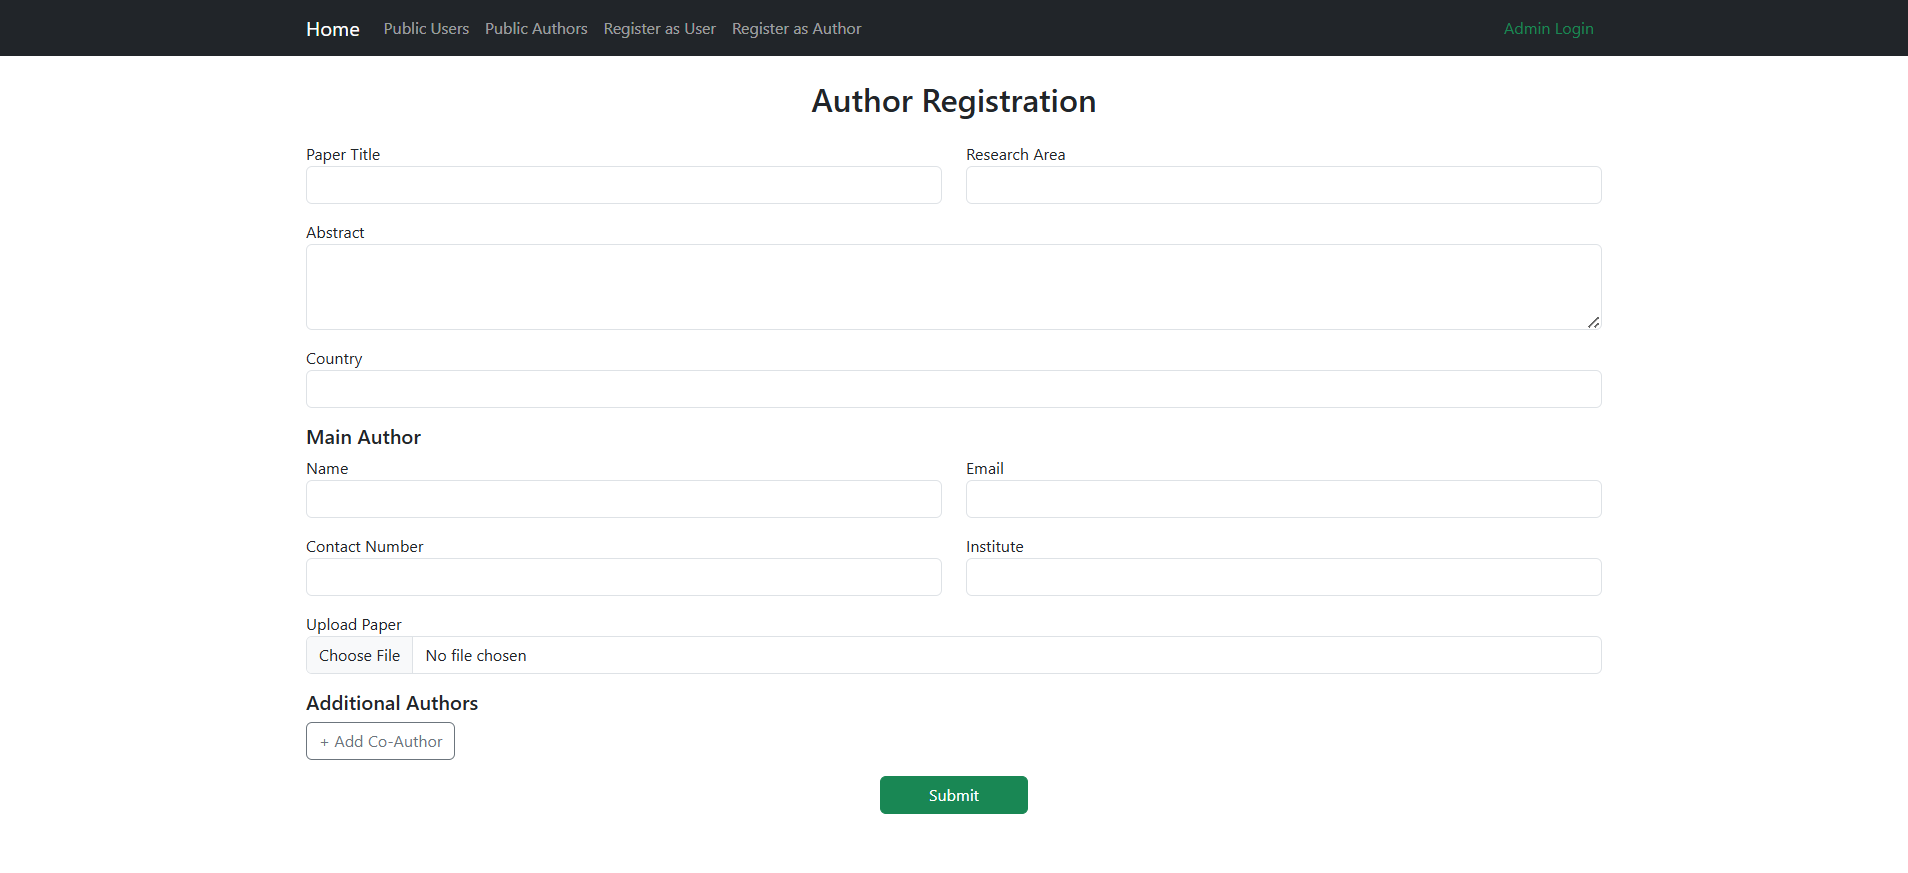 Home Public Users Public Authors Register as User Register as Author Admin Login
Author Registration
Paper Title Research Area
Abstract
Country
Main Author
Name Email
Contact Number Institute
Upload Paper
Choose File No file chosen
Additional Authors
+ Add Co-Author
Submit